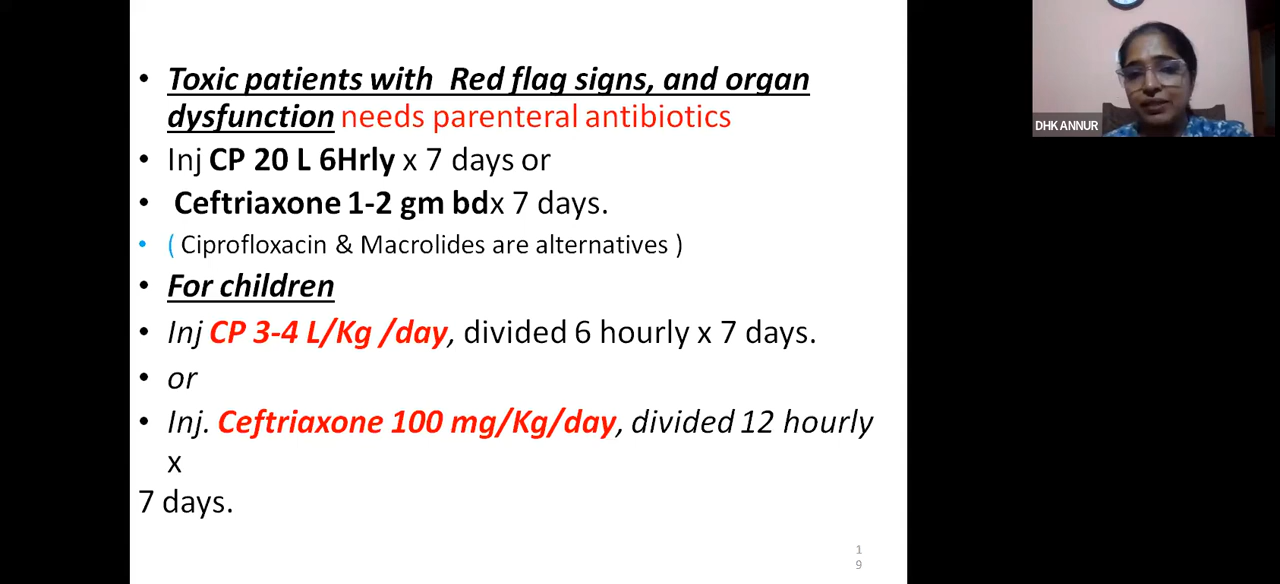 • Toxic patients with Red flag signs, and organ
dysfunction needs parenteral antibiotics
• Inj CP 20 L 6Hrly x 7 days or
• Ceftriaxone 1-2 gm bdx 7 days.
• ( Ciprofloxacin & Macrolides are alternatives )
• For children
• Inj CP 3-4 L/Kg /day, divided 6 hourly x 7 days.
• or
• Inj. Ceftriaxone 100 mg/Kg/day, divided 12 hourly
x
7 days.
1
9
DHK ANNUR